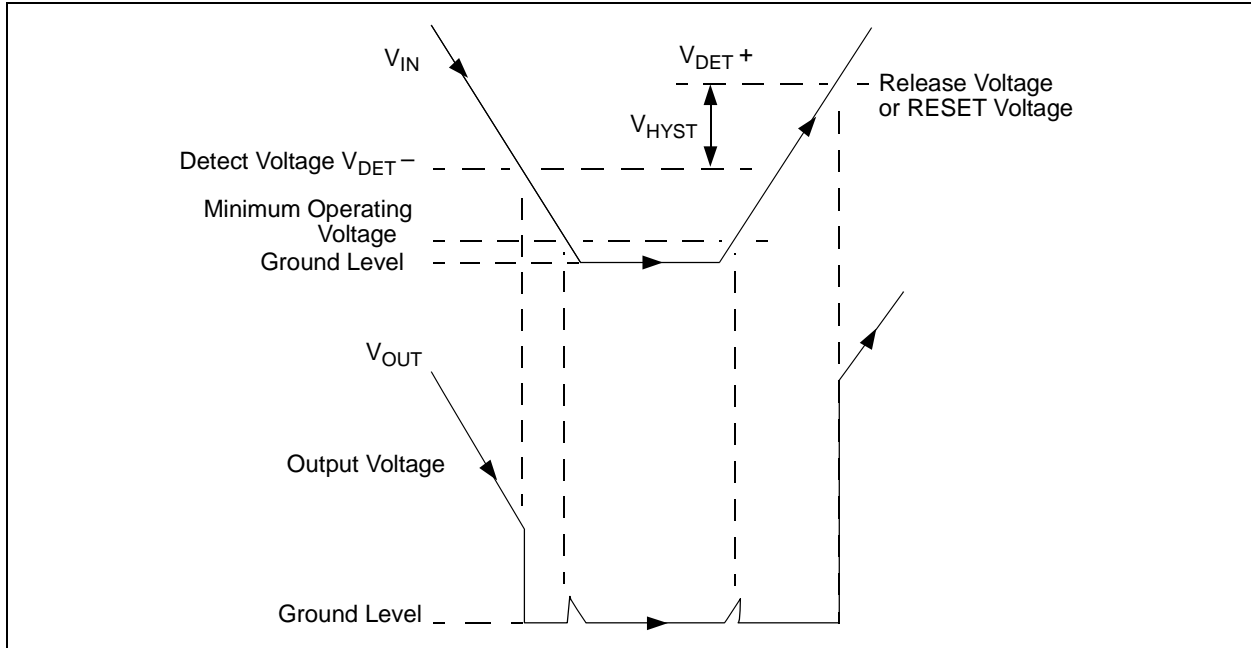 V_IN
V_DET +
Release Voltage
or RESET Voltage
V_HYST
Detect Voltage V_DET –
Minimum Operating
Voltage
Ground Level
V_OUT
Output Voltage
Ground Level